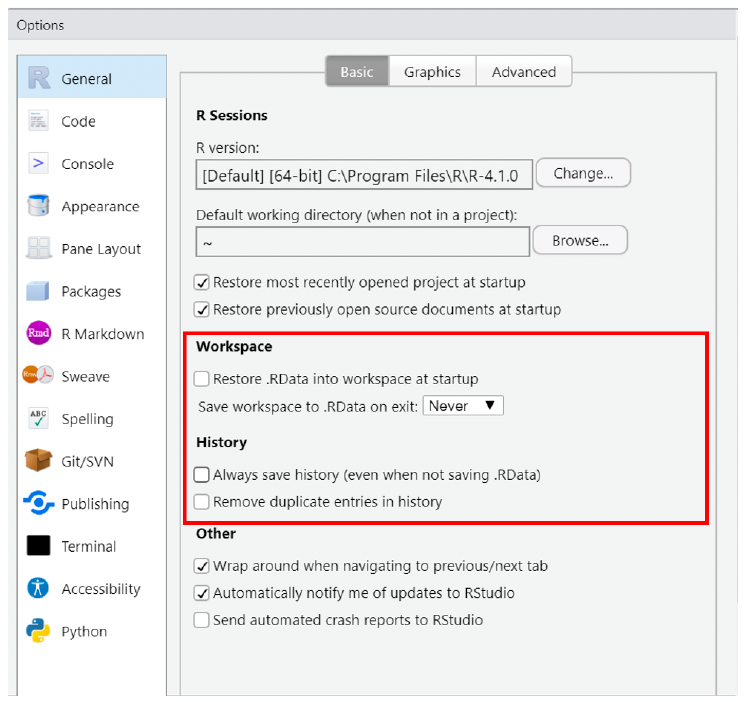 Options
General
Code
Console
Appearance
Pane Layout
Packages
Rmd R Markdown
Sweave
ABC Spelling
Git/SVN
Publishing
Terminal
Accessibility
Python
Basic Graphics Advanced
R Sessions
R version:
[Default] [64-bit] C:\Program Files\R\R-4.1.0 Change...
Default working directory (when not in a project):
~ Browse...
Restore most recently opened project at startup
Restore previously open source documents at startup
Workspace
Restore .RData into workspace at startup
Save workspace to .RData on exit: Never
History
Always save history (even when not saving .RData)
Remove duplicate entries in history
Other
Wrap around when navigating to previous/next tab
Automatically notify me of updates to RStudio
Send automated crash reports to RStudio